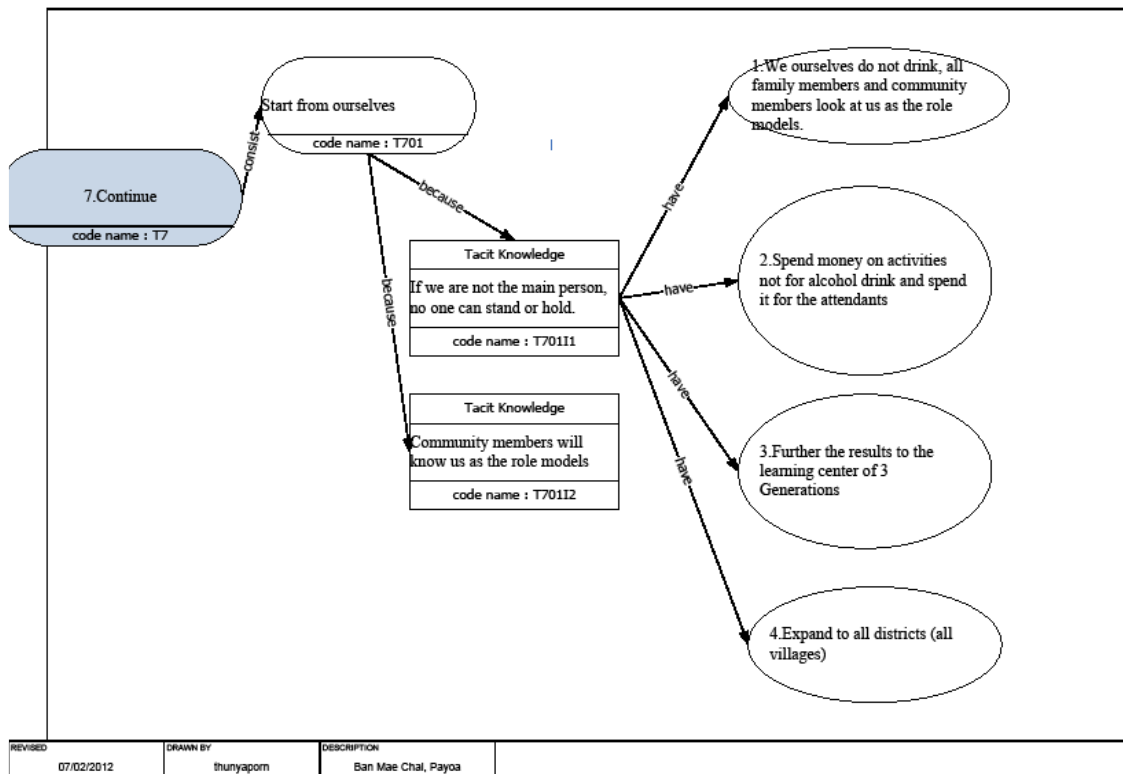 7.Continue
code name : T7
consist
Start from ourselves
code name : T701
because
because
Tacit Knowledge
If we are not the main person,
no one can stand or hold.
code name : T701I1
Tacit Knowledge
Community members will
know us as the role models
code name : T701I2
have
have
have
have
1.We ourselves do not drink, all
family members and community
members look at us as the role
models.
2.Spend money on activities
not for alcohol drink and spend
it for the attendants
3.Further the results to the
learning center of 3
Generations
4.Expand to all districts (all
villages)
REVISED
07/02/2012
DRAWN BY
thunyaporn
DESCRIPTION
Ban Mae Chai, Payoa